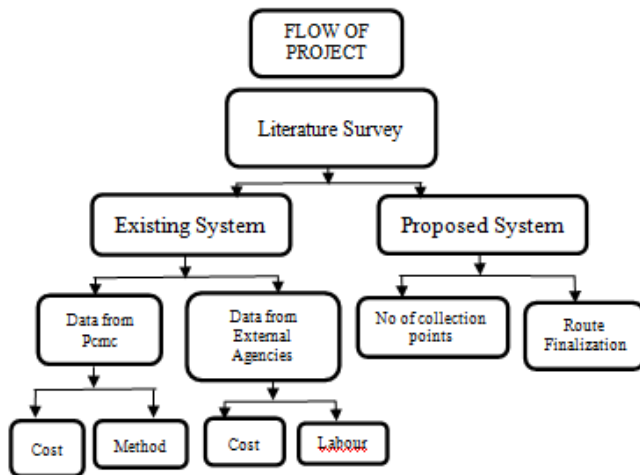 FLOW OF
PROJECT
Literature Survey
Existing System
Proposed System
Data from
Pcmc
Data from
External
Agencies
No of collection
points
Route
Finalization
Cost
Method
Cost
Labour